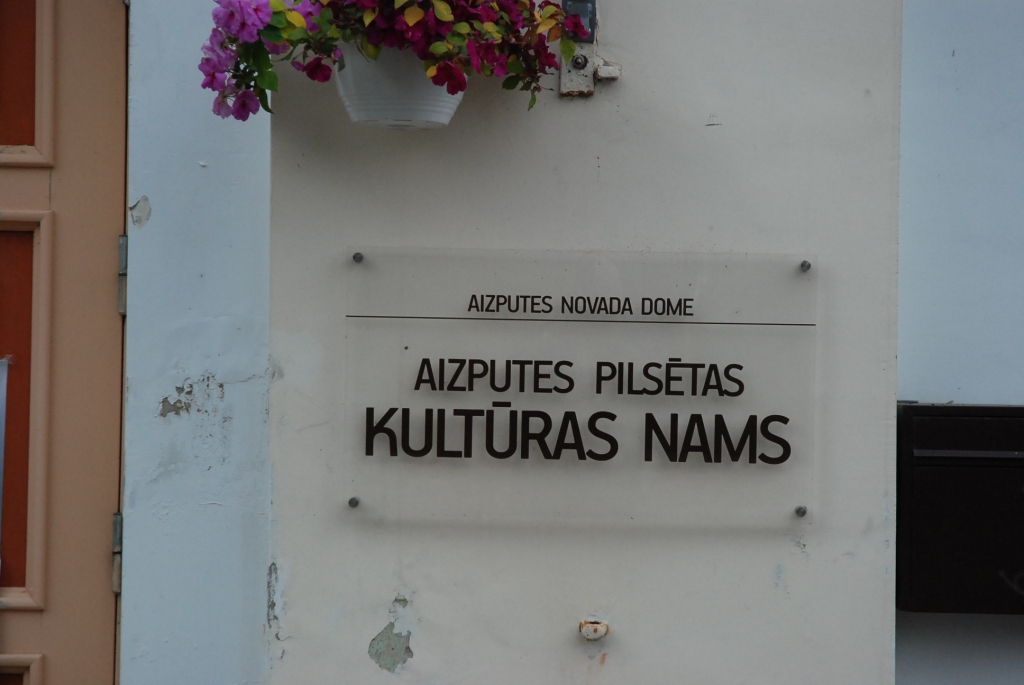 AIZPUTES NOVADA DOME
AIZPUTES PILSĒTAS
KULTŪRAS NAMS